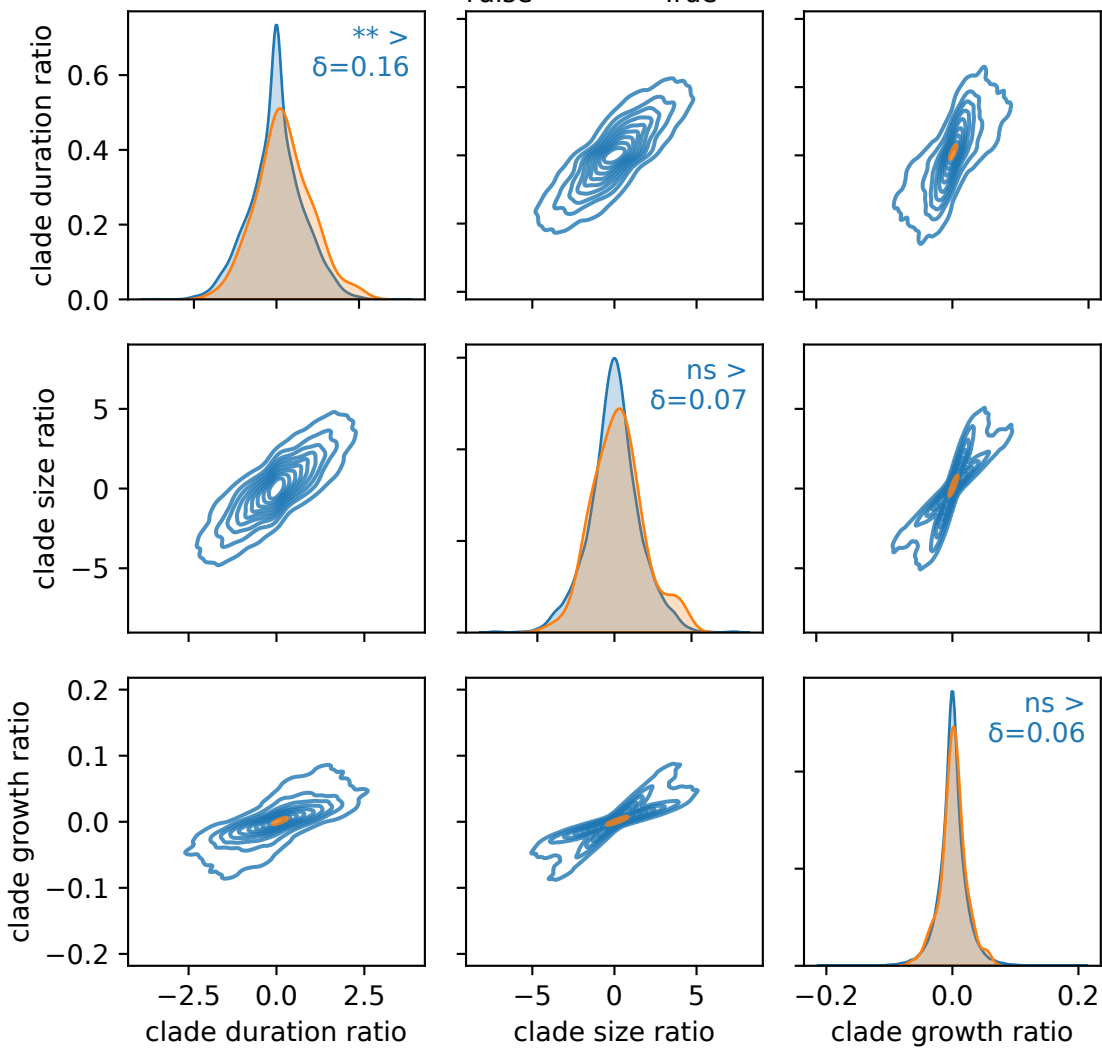 ** >
δ=0.16
clade duration ratio
0.6
0.4
0.2
0.0
ns >
δ=0.07
clade size ratio
5
0
−5
ns >
δ=0.06
clade growth ratio
0.2
0.1
0.0
−0.1
−0.2
−2.5 0.0 2.5
−5 0 5
−0.2 0.0 0.2
clade duration ratio
clade size ratio
clade growth ratio